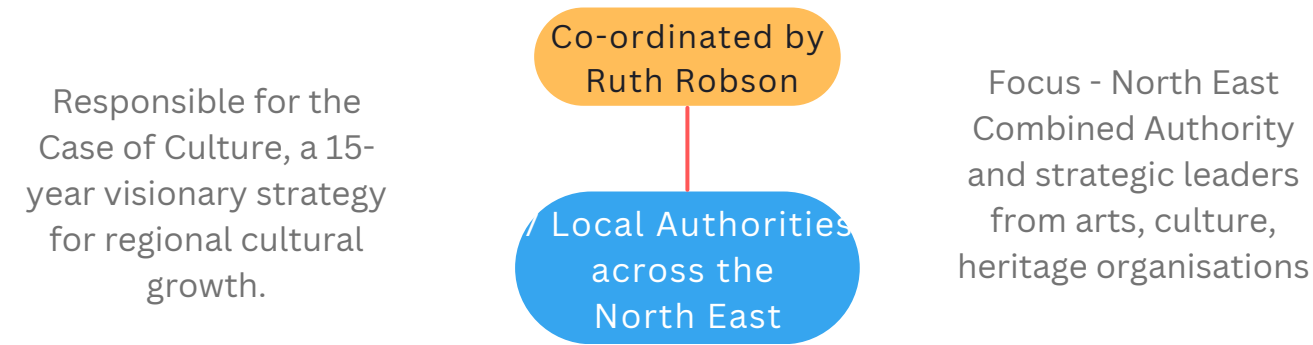 Responsible for the
Case of Culture, a 15-
year visionary strategy
for regional cultural
growth.
Co-ordinated by
Ruth Robson
7 Local Authorities
across the
North East
Focus - North East
Combined Authority
and strategic leaders
from arts, culture,
heritage organisations